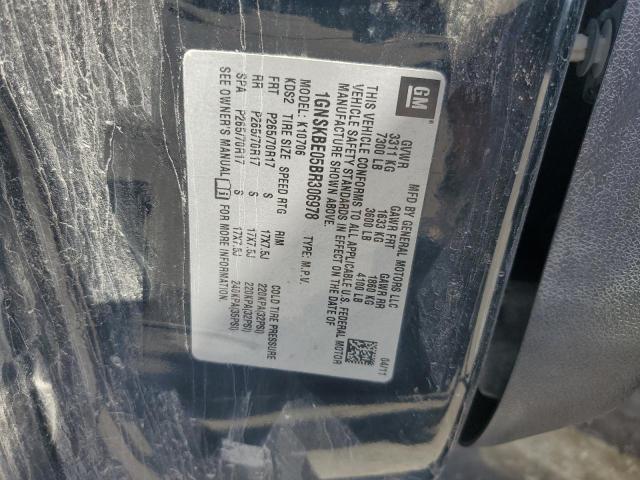 GM
MFD BY GENERAL MOTORS LLC
04/11
GVWR GAWR FRT GAWR RR
3311 KG 1633 KG 1860 KG
7300 LB 3600 LB 4100 LB
THIS VEHICLE CONFORMS TO ALL APPLICABLE U.S. FEDERAL MOTOR
VEHICLE SAFETY STANDARDS IN EFFECT ON THE DATE OF
MANUFACTURE SHOWN ABOVE.
1GNSKBE05BR306978 TYPE: M.P.V.
MODEL: K10706
KDS2 TIRE SIZE SPEED RTG RIM COLD TIRE PRESSURE
FRT P265/70R17 S 17X7.5J 220KPA(32PSI)
RR P265/70R17 S 17X7.5J 220KPA(32PSI)
SPA P265/70R17 S 17X7.5J 240KPA(35PSI)
SEE OWNER'S MANUAL FOR MORE INFORMATION.